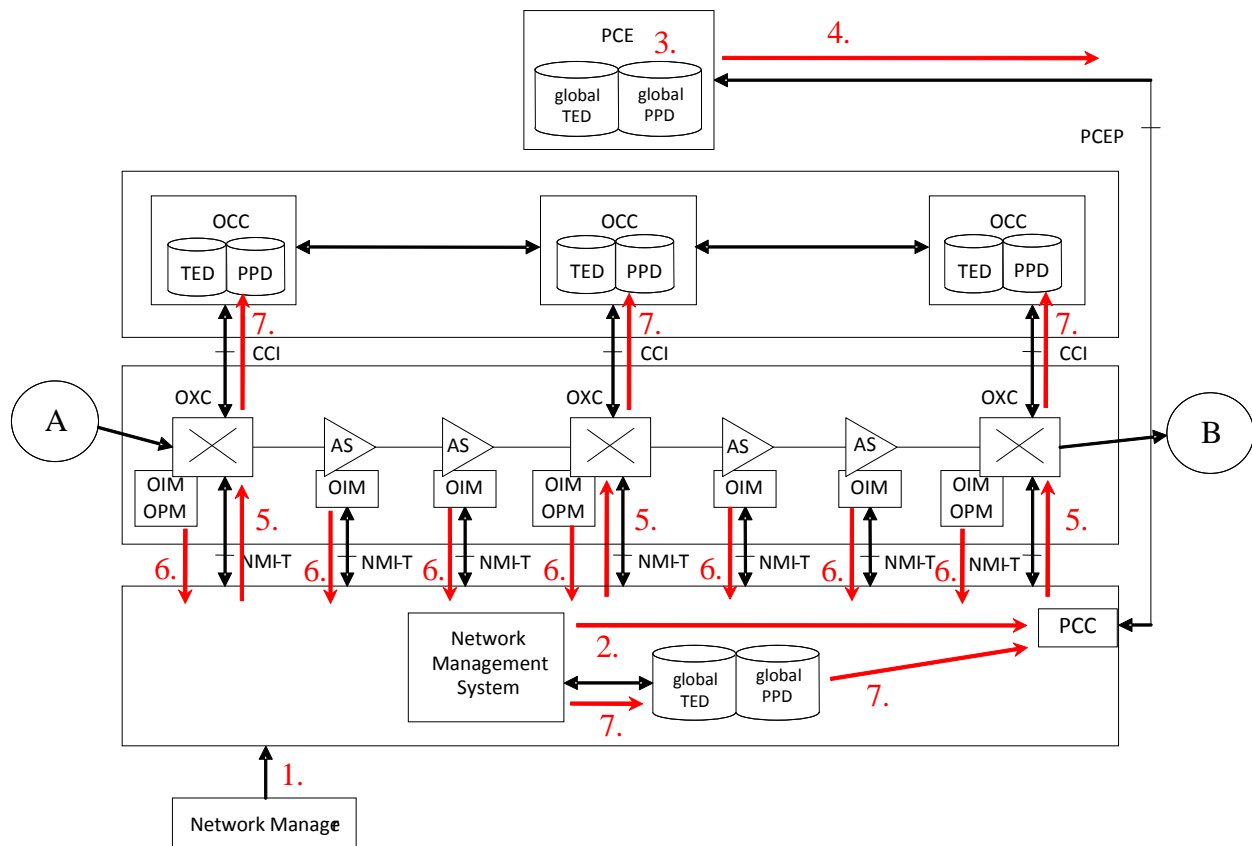 PCE
3.
4.
global
TED
global
PPD
PCEP
OCC
OCC
OCC
TED
PPD
TED
PPD
TED
PPD
7.
7.
7.
CCI
CCI
CCI
OXC
OXC
OXC
A
B
AS
AS
AS
AS
OIM
OPM
OIM
OIM
OIM
OPM
OIM
OIM
OIM
OPM
5.
5.
5.
6.
NMI-T
6.
NMI-T
6.
NMI-T
6.
NMI-T
6.
NMI-T
6.
NMI-T
6.
NMI-T
Network
Management
System
2.
PCC
global
TED
global
PPD
7.
7.
1.
Network Manager